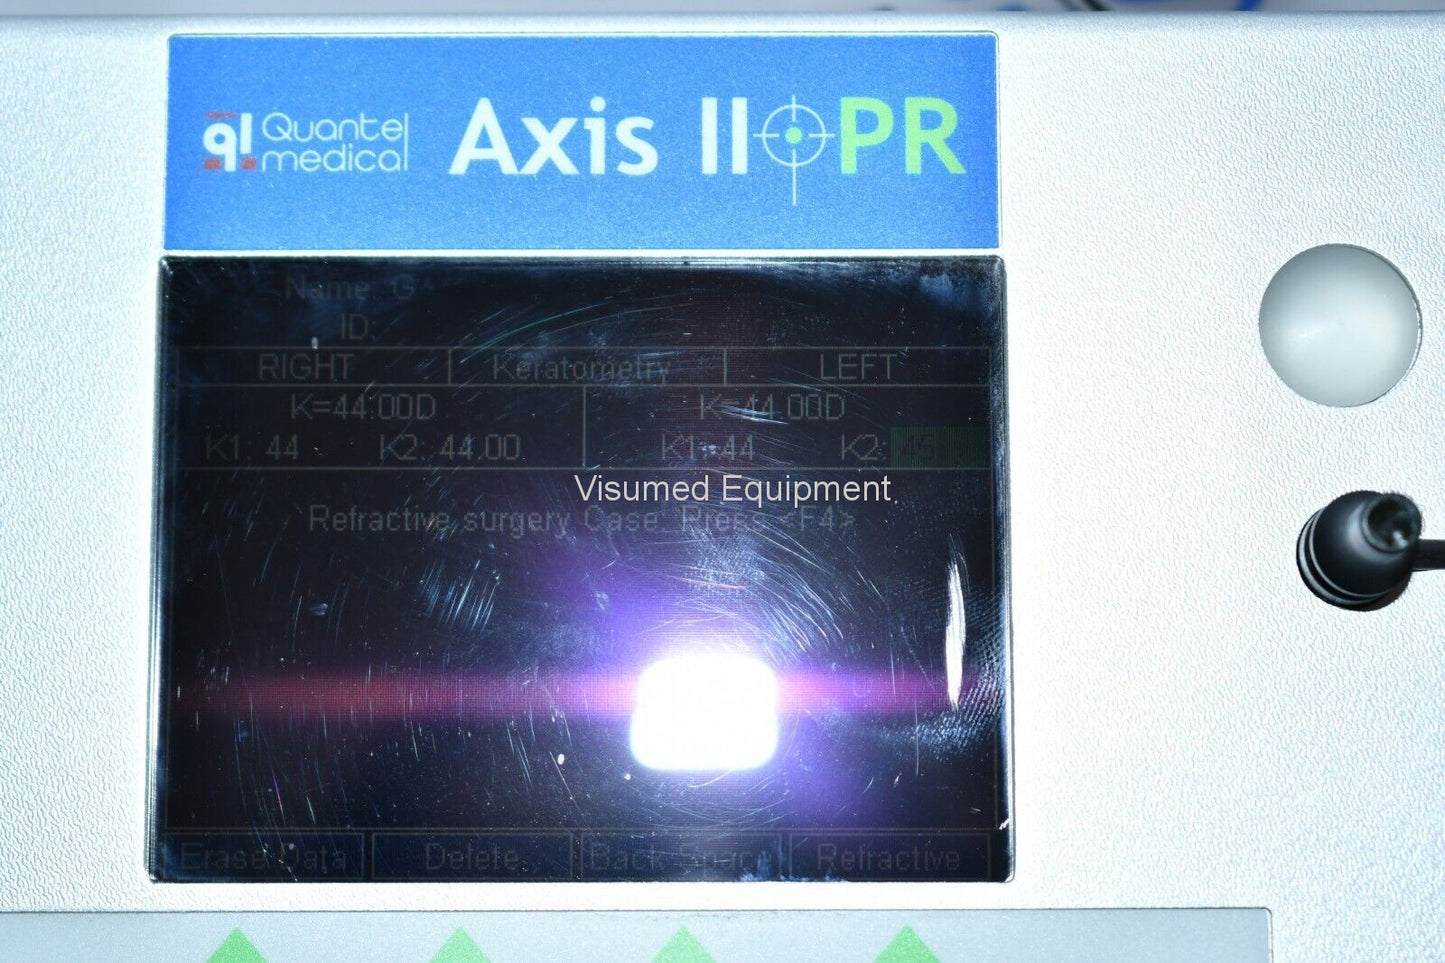 Quantel
medical
Axis II PR
Name: G
ID:
RIGHT Keratometry LEFT
K=44.00D K=44.00D
K1: 44 K2: 44.00 K1: 44 K2: 45
Visumed Equipment
Refractive surgery Case: Press <F4>
Erase Data Delete Back Space Refractive